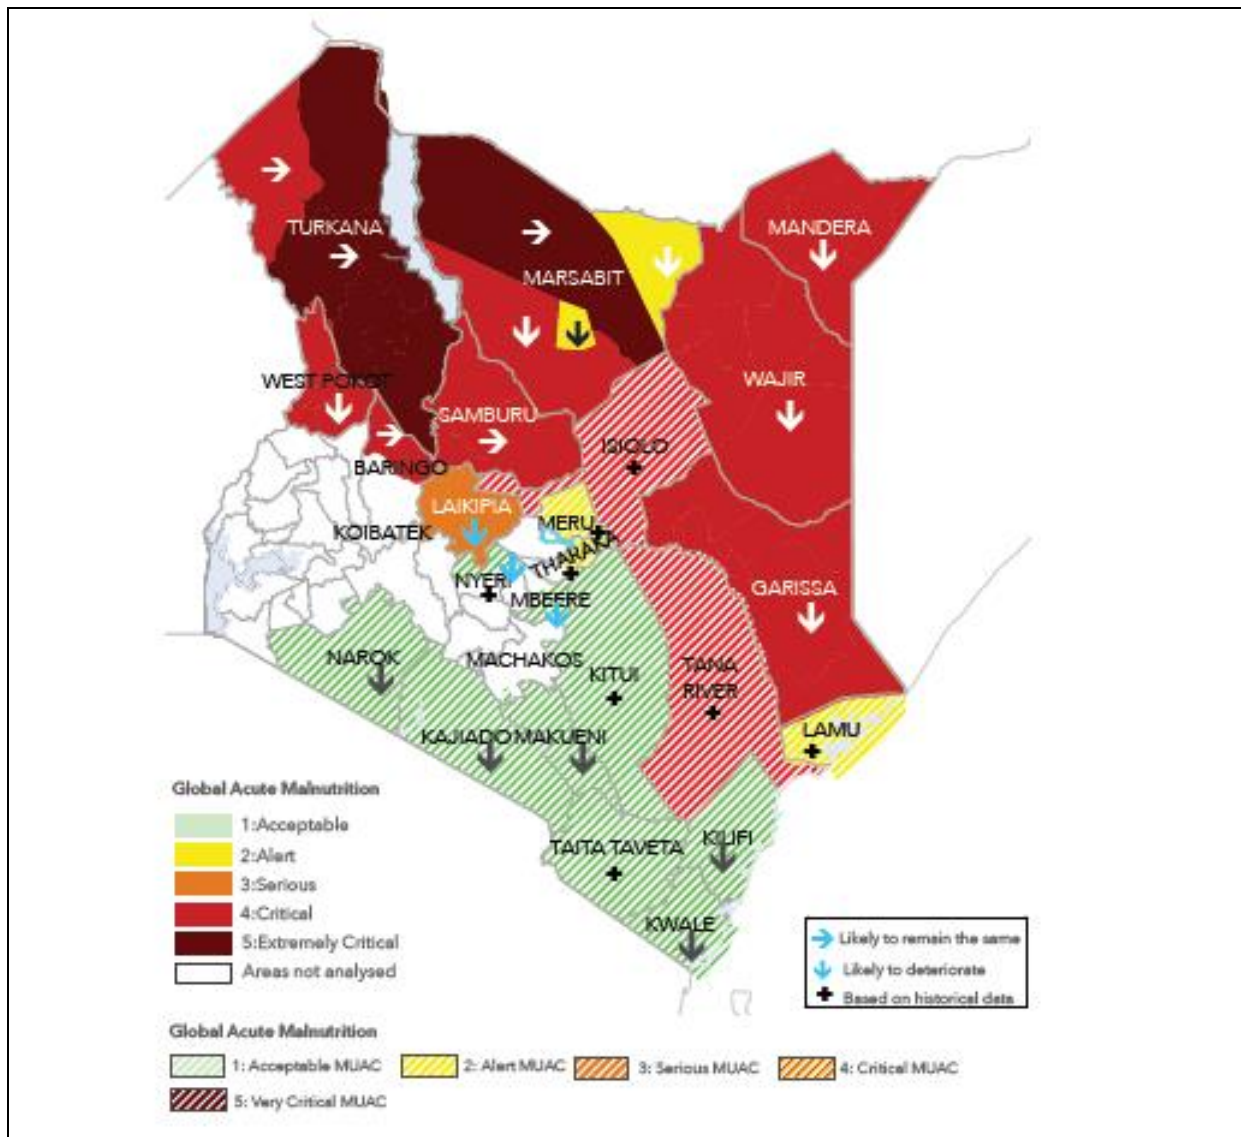 TURKANA
MANDERA
MARSABIT
WAJIR
WEST POKOT
SAMBURU
ISIOLO
BARINGO
LAIKIPIA
MERU
KOIBATEK
THARAKA
NYERI
MBEERE
GARISSA
NAROK
MACHAKOS
KITUI
TANA
RIVER
LAMU
KAJIADO
MAKUENI
KILIFI
TAITA TAVETA
KWALE
Global Acute Malnutrition
1:Acceptable
2:Alert
3:Serious
4:Critical
5:Extremely Critical
Areas not analysed
Likely to remain the same
Likely to deteriorate
Based on historical data
Global Acute Malnutrition
1: Acceptable MUAC
2: Alert MUAC
3: Serious MUAC
4: Critical MUAC
5: Very Critical MUAC